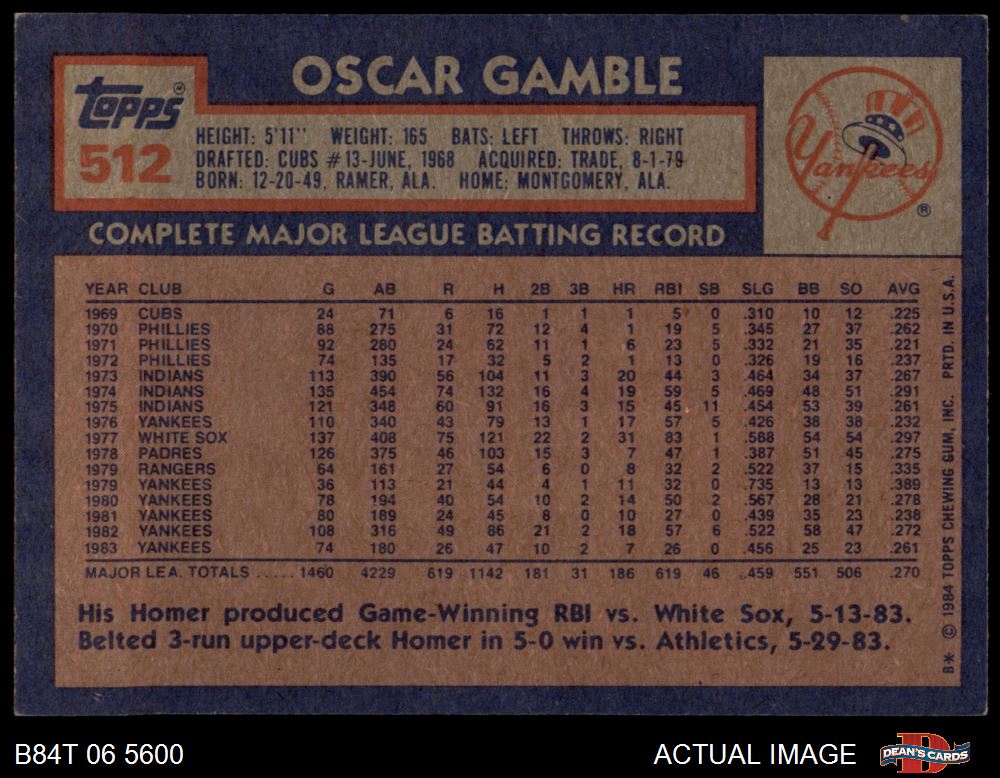 OSCAR GAMBLE
Topps®
512
HEIGHT: 5'11" WEIGHT: 165 BATS: LEFT THROWS: RIGHT
DRAFTED: CUBS #13-JUNE, 1968 ACQUIRED: TRADE, 8-1-79
BORN: 12-20-49, RAMER, ALA. HOME: MONTGOMERY, ALA.
Yankees ®
COMPLETE MAJOR LEAGUE BATTING RECORD
YEAR CLUB G AB R H 2B 3B HR RBI SB SLG BB SO AVG
1969 CUBS 24 71 6 16 1 1 1 5 0 .310 10 12 .225
1970 PHILLIES 88 275 31 72 12 4 1 19 5 .345 27 37 .262
1971 PHILLIES 92 280 24 62 11 1 6 23 5 .332 21 35 .221
1972 PHILLIES 74 135 17 32 5 2 1 13 0 .326 19 16 .237
1973 INDIANS 113 390 56 104 11 3 20 44 3 .464 34 37 .267
1974 INDIANS 135 454 74 132 16 4 19 59 5 .469 48 51 .291
1975 INDIANS 121 348 60 91 16 3 15 45 11 .454 53 39 .261
1976 YANKEES 110 340 43 79 13 1 17 57 5 .426 38 38 .232
1977 WHITE SOX 137 408 75 121 22 2 31 83 1 .588 54 54 .297
1978 PADRES 126 375 46 103 15 3 7 47 1 .387 51 45 .275
1979 RANGERS 64 161 27 54 6 0 8 32 2 .522 37 15 .335
1979 YANKEES 36 113 21 44 4 1 11 32 0 .735 13 13 .389
1980 YANKEES 78 194 40 54 10 2 14 50 2 .567 28 21 .278
1981 YANKEES 80 189 24 45 8 0 10 27 0 .439 35 23 .238
1982 YANKEES 108 316 49 86 21 2 18 57 6 .522 58 47 .272
1983 YANKEES 74 180 26 47 10 2 7 26 0 .456 25 23 .261
MAJOR LEA. TOTALS ..... 1460 4229 619 1142 181 31 186 619 46 .459 551 506 .270
His Homer produced Game-Winning RBI vs. White Sox, 5-13-83.
Belted 3-run upper-deck Homer in 5-0 win vs. Athletics, 5-29-83.
B* © 1984 TOPPS CHEWING GUM, INC. PRTD. IN U.S.A.
B84T 06 5600
ACTUAL IMAGE
DEAN'S CARDS